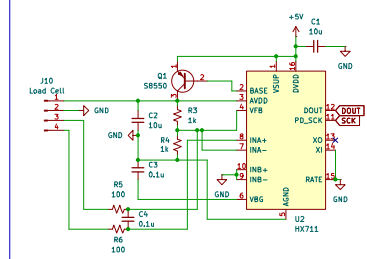 +5V
C1
10u
GND
Q1
S8550
1
2
3
1
16
VSUP
DVDD
J10
Load Cell
1
2
3
4
GND
2 BASE
3 AVDD
4 VFB
DOUT 12 DOUT
PD_SCK 11 SCK
C2
10u
R3
1k
GND
R4
1k
8 INA+
7 INA-
XO 13
XI 14
C3
0.1u
10 INB+
9 INB-
RATE 15
GND
GND
6 VBG
AGND
5
R5
100
C4
0.1u
R6
100
U2
HX711